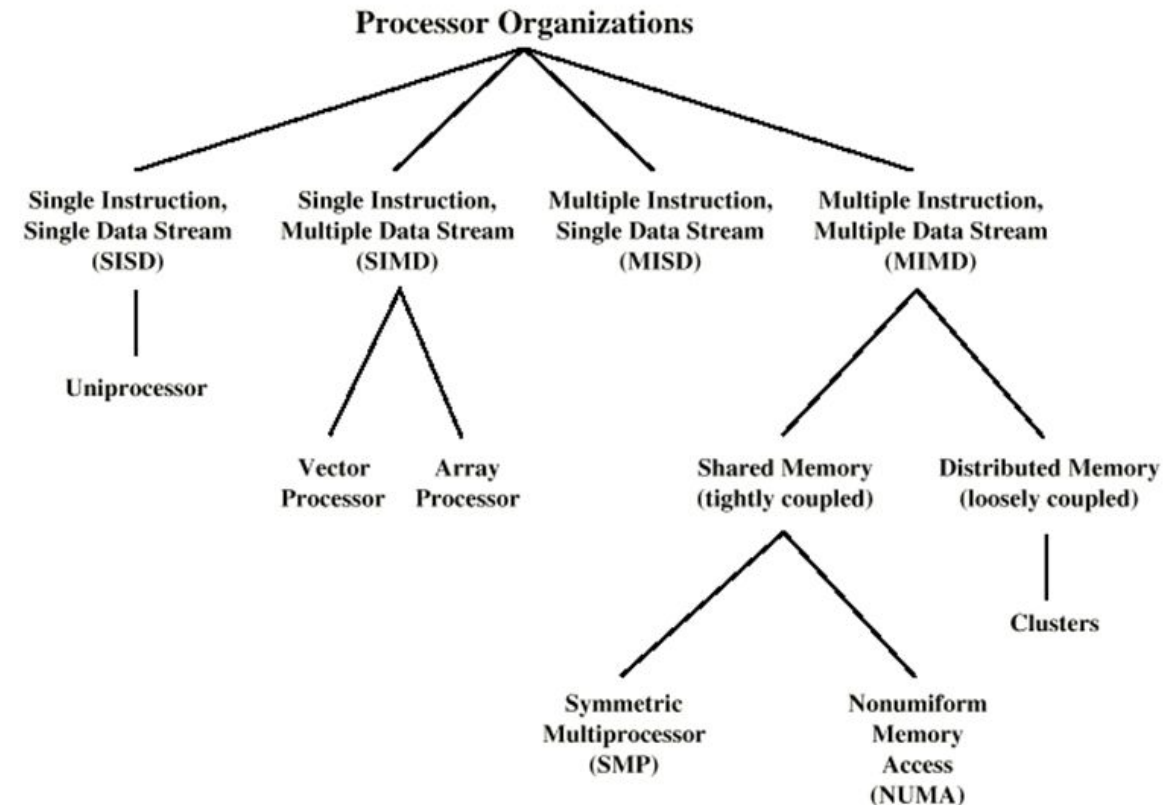 Processor Organizations
Single Instruction,
Single Data Stream
(SISD)
Single Instruction,
Multiple Data Stream
(SIMD)
Multiple Instruction,
Single Data Stream
(MISD)
Multiple Instruction,
Multiple Data Stream
(MIMD)
Uniprocessor
Vector
Processor
Array
Processor
Shared Memory
(tightly coupled)
Distributed Memory
(loosely coupled)
Clusters
Symmetric
Multiprocessor
(SMP)
Nonumiform
Memory
Access
(NUMA)